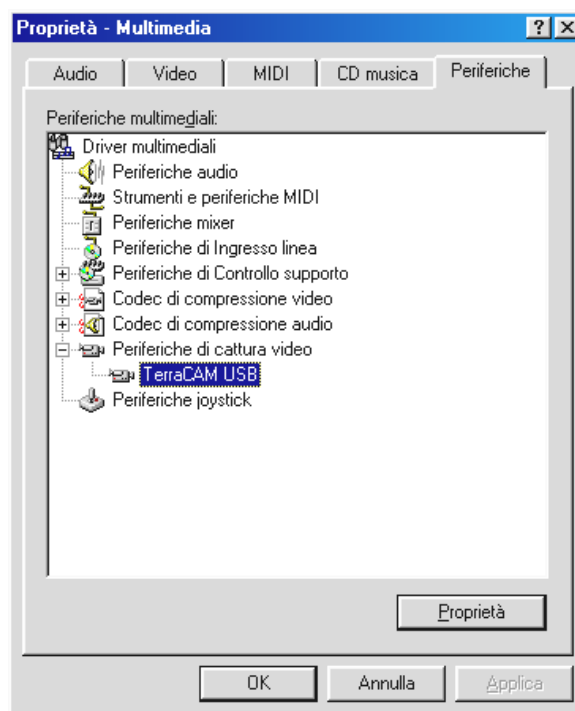 Proprietà - Multimedia
Audio Video MIDI CD musica Periferiche
Periferiche multimediali:
Driver multimediali
Periferiche audio
Strumenti e periferiche MIDI
Periferiche mixer
Periferiche di Ingresso linea
Periferiche di Controllo supporto
Codec di compressione video
Codec di compressione audio
Periferiche di cattura video
TerraCAM USB
Periferiche joystick
Proprietà
OK Annulla Applica